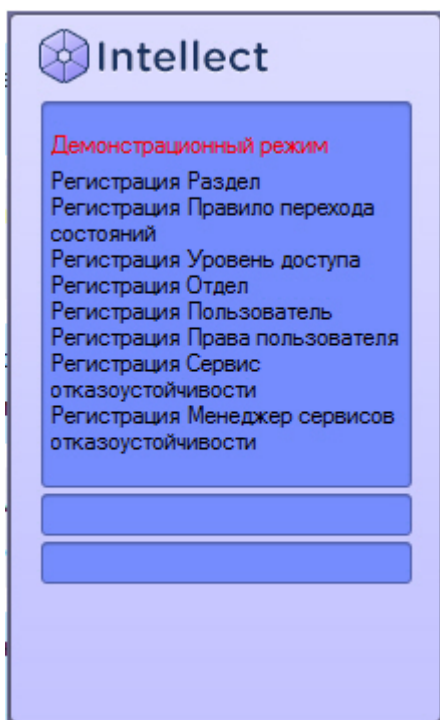 Intellect
Демонстрационный режим
Регистрация Раздел
Регистрация Правило перехода
состояний
Регистрация Уровень доступа
Регистрация Отдел
Регистрация Пользователь
Регистрация Права пользователя
Регистрация Сервис
отказоустойчивости
Регистрация Менеджер сервисов
отказоустойчивости